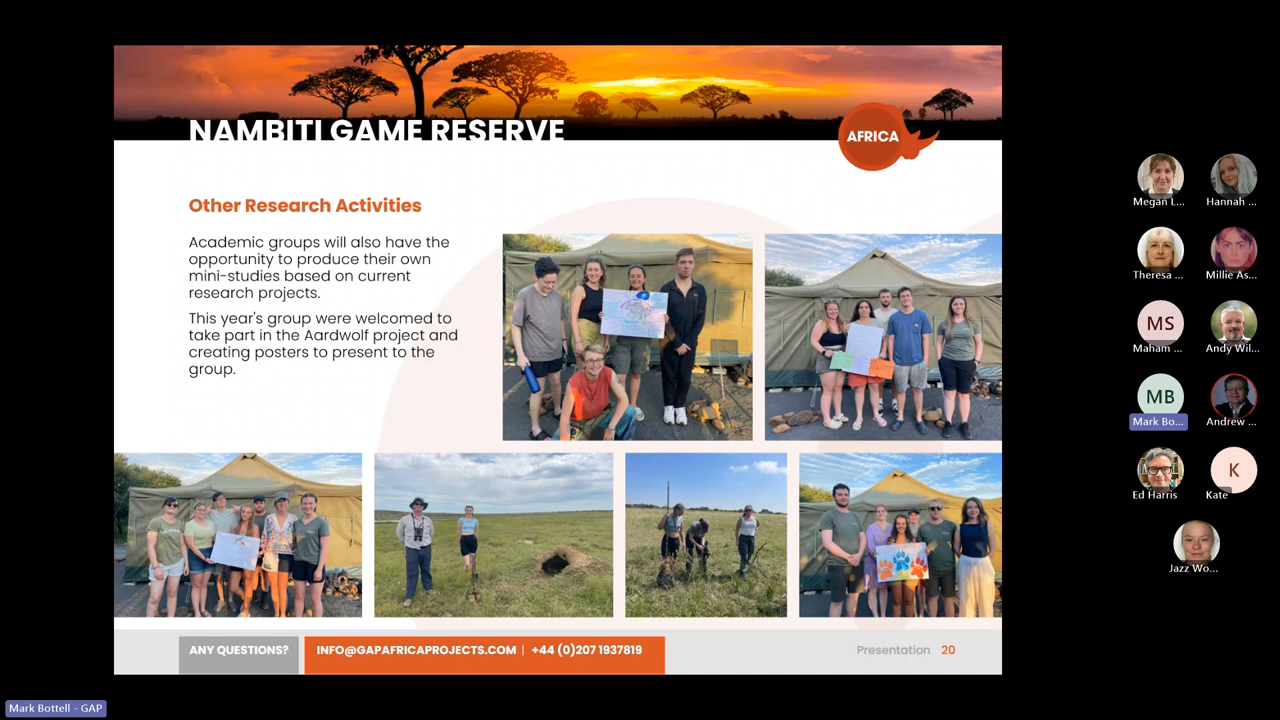 NAMBITI GAME RESERVE
AFRICA
Other Research Activities
Academic groups will also have the
opportunity to produce their own
mini-studies based on current
research projects.
This year's group were welcomed to
take part in the Aardwolf project and
creating posters to present to the
group.
ANY QUESTIONS?
INFO@GAPAFRICAPROJECTS.COM | +44 (0)207 1937819
Presentation 20
Megan L...
Hannah ...
Theresa ...
Millie As...
MS
Maham ...
Andy Wil...
MB
Mark Bo...
Andrew ...
Ed Harris
K
Kate
Jazz Wo...
Mark Bottell - GAP